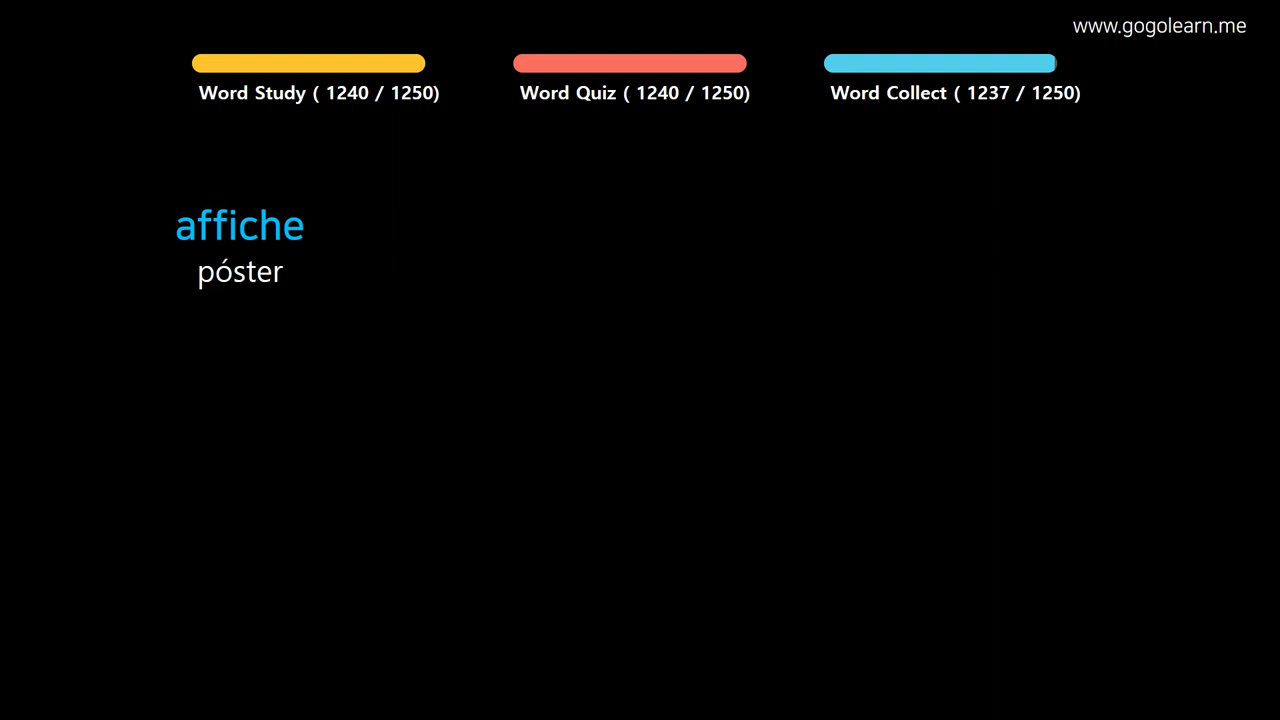 www.gogolearn.me
Word Study ( 1240 / 1250)
Word Quiz ( 1240 / 1250)
Word Collect ( 1237 / 1250)
affiche
póster